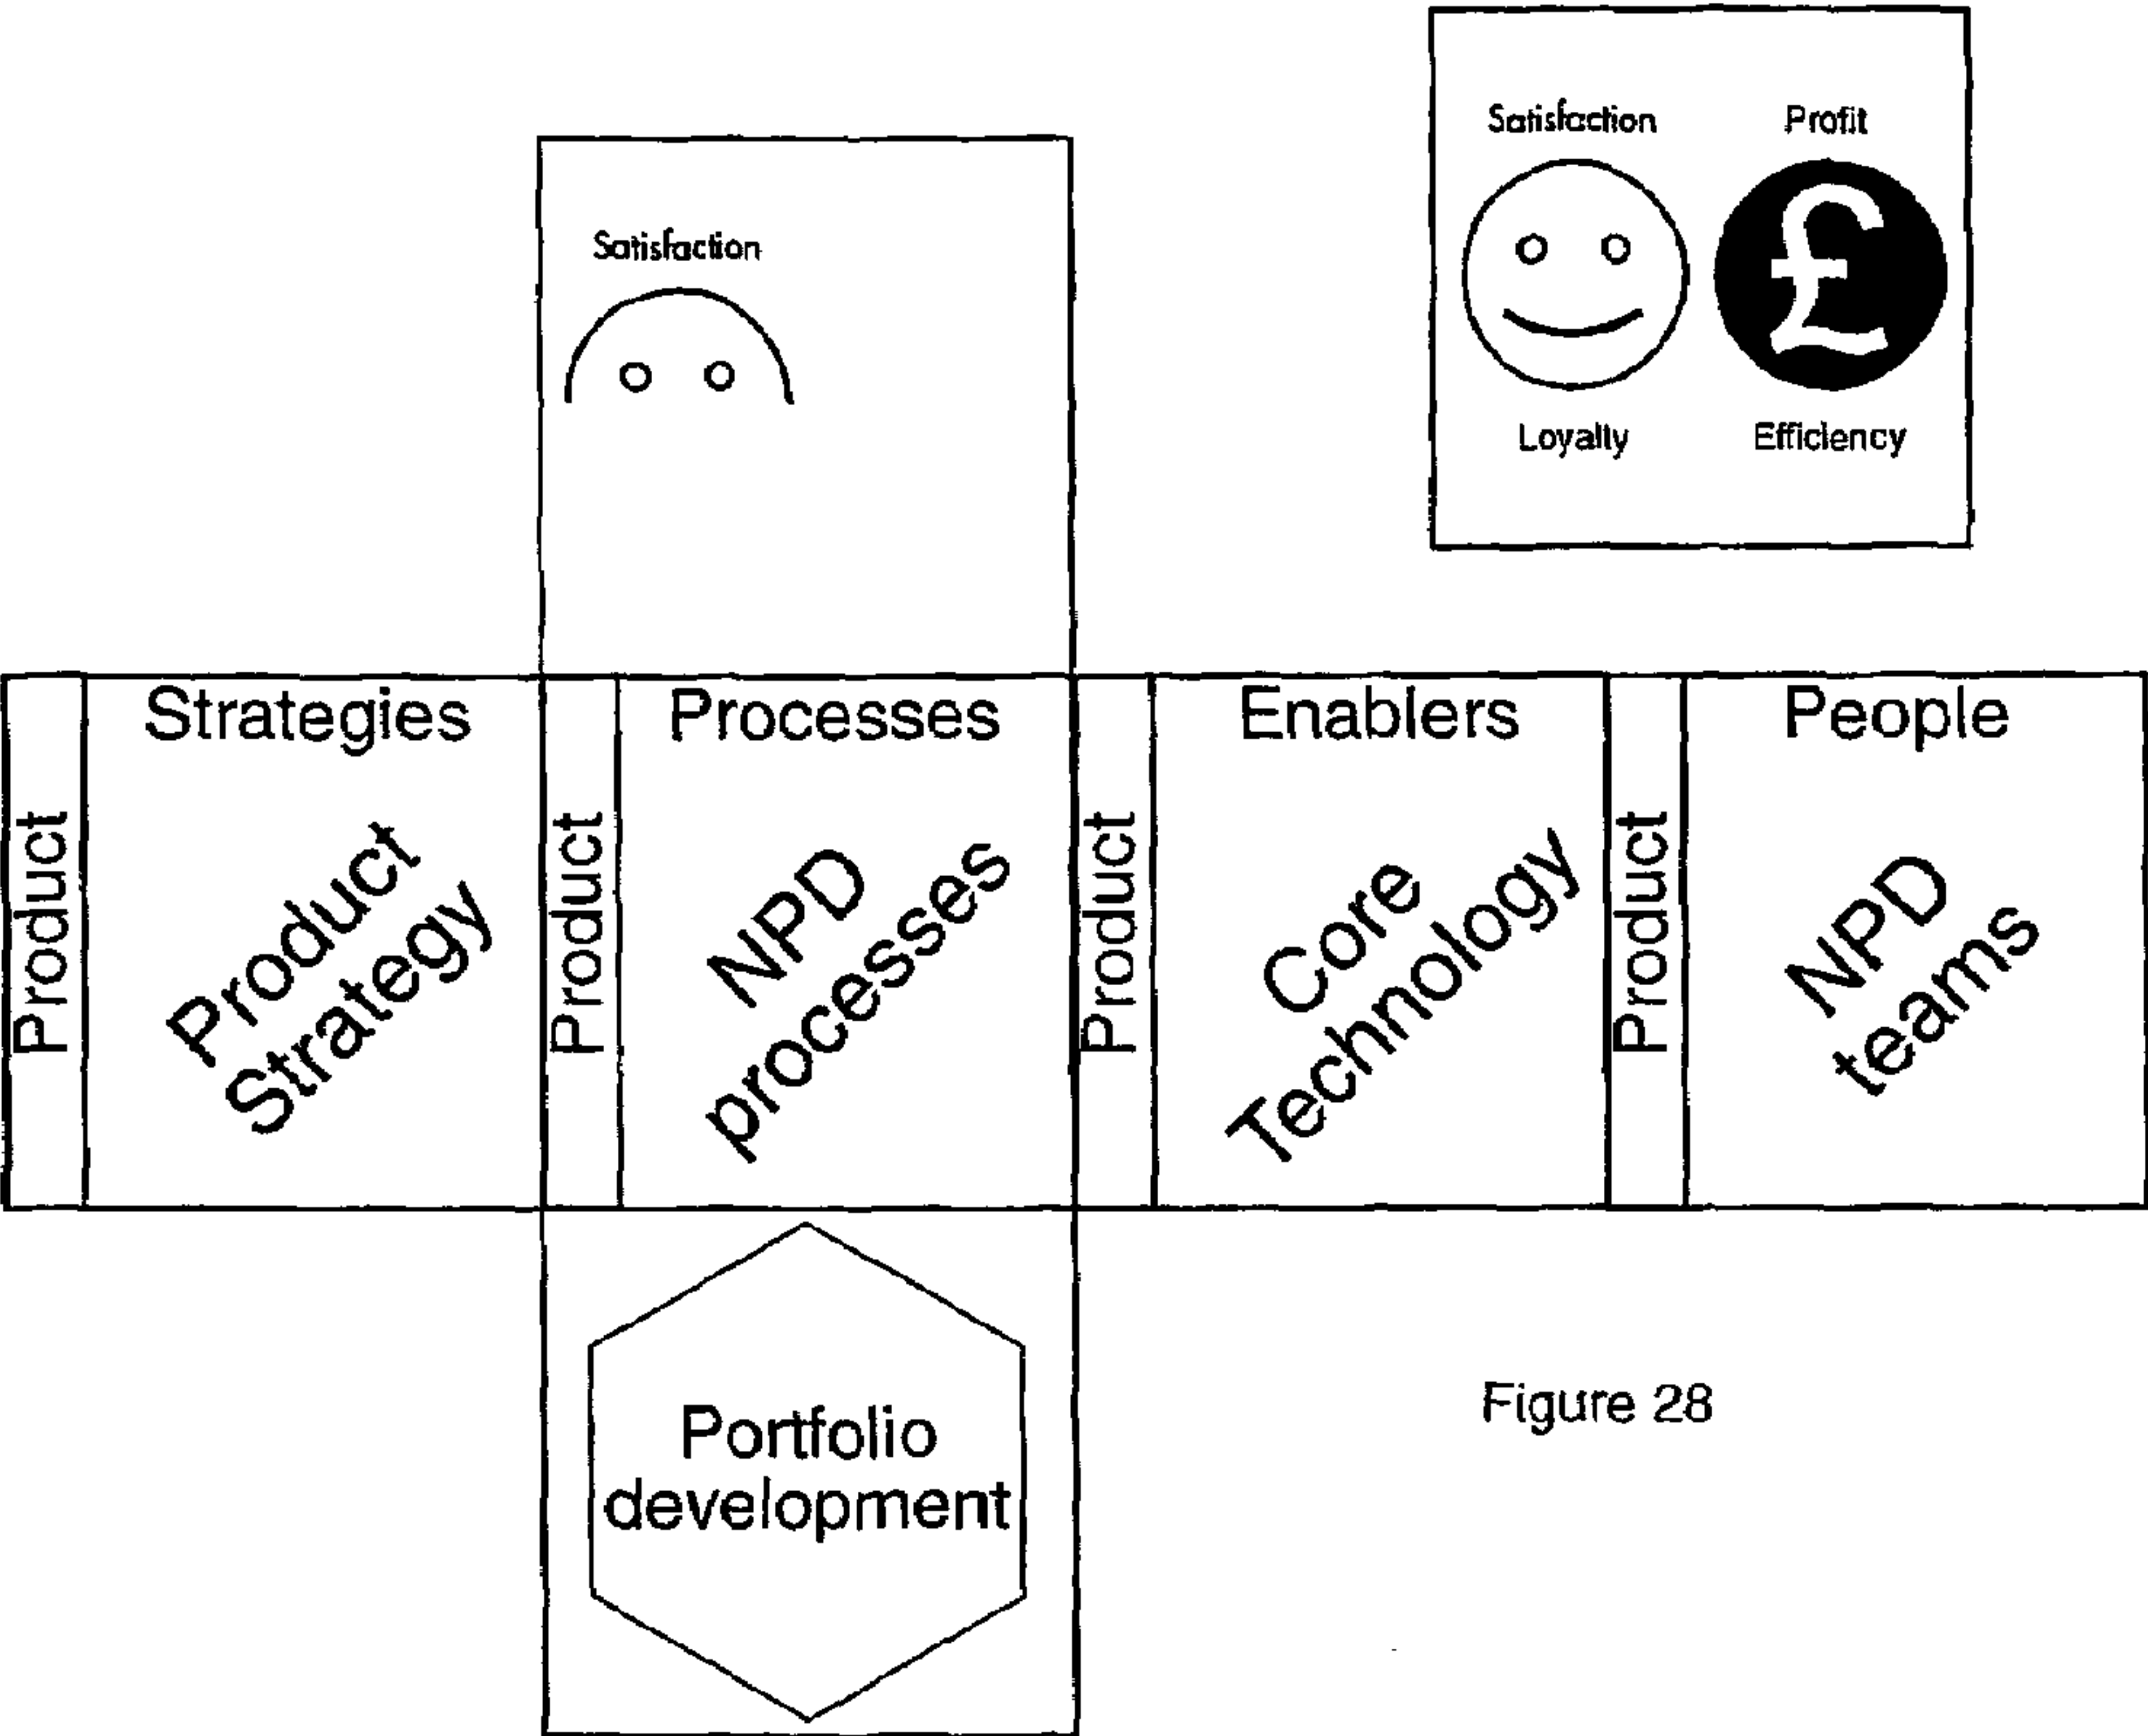 Satisfaction Profit
£
Loyalty Efficiency
Satisfaction
Strategies Processes Enablers People
Product
Product
Strategy
Product
NPD
processes
Product
Core
Technology
Product
NPD
teams
Portfolio
development
Figure 28